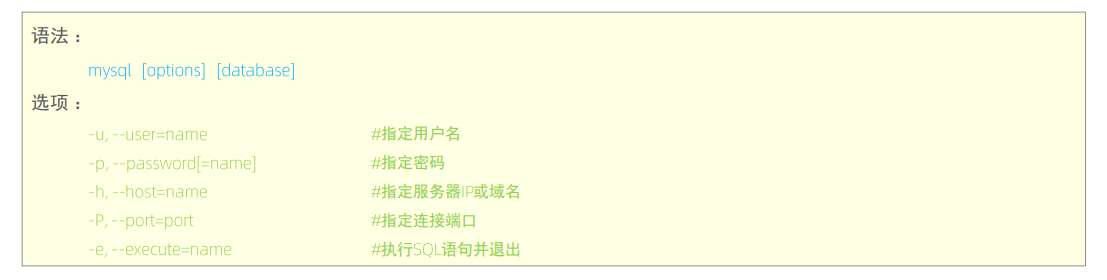 语法 :
mysql [options] [database]
选项 :
-u, --user=name #指定用户名
-p, --password[=name] #指定密码
-h, --host=name #指定服务器IP或域名
-P, --port=port #指定连接端口
-e, --execute=name #执行SQL语句并退出